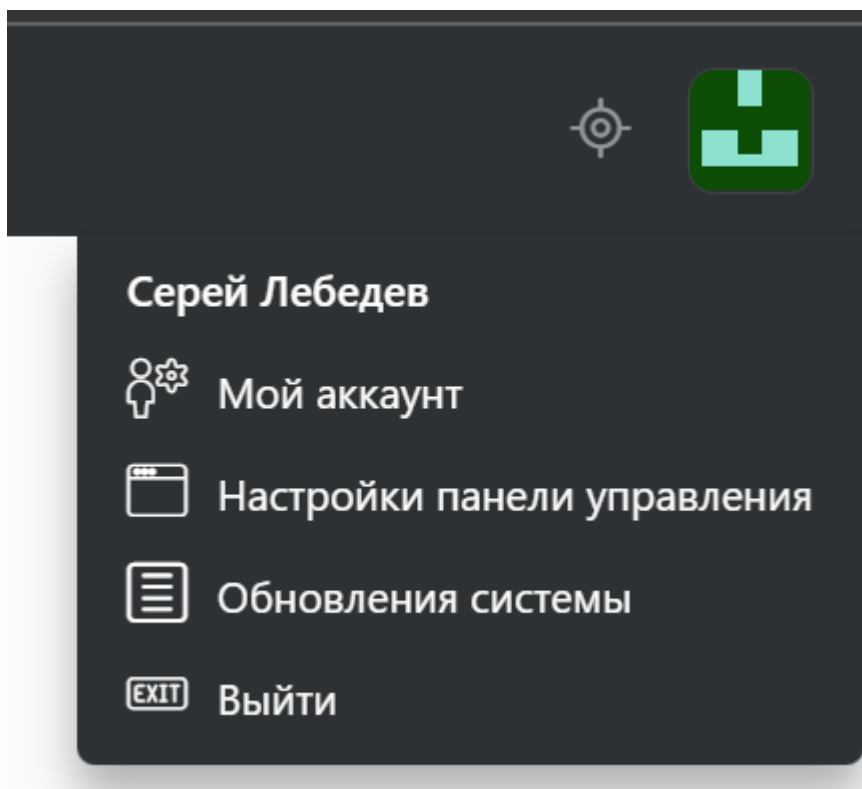 Серей Лебедев
Мой аккаунт
Настройки панели управления
Обновления системы
EXIT Выйти